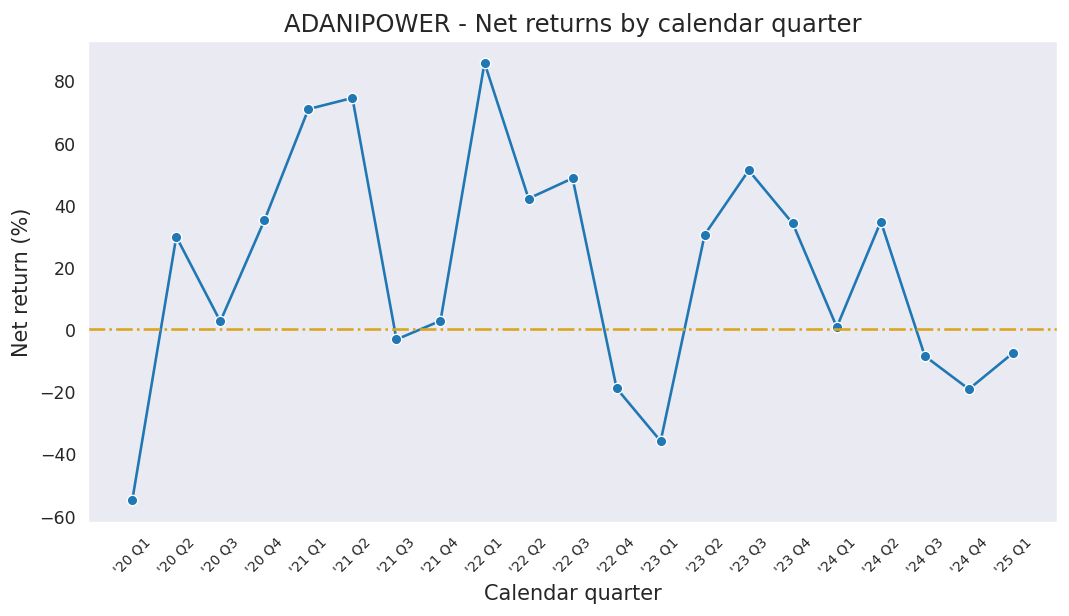 ADANIPOWER - Net returns by calendar quarter
Net return (%)
80
60
40
20
0
−20
−40
−60
'20 Q1
'20 Q2
'20 Q3
'20 Q4
'21 Q1
'21 Q2
'21 Q3
'21 Q4
'22 Q1
'22 Q2
'22 Q3
'22 Q4
'23 Q1
'23 Q2
'23 Q3
'23 Q4
'24 Q1
'24 Q2
'24 Q3
'24 Q4
'25 Q1
Calendar quarter